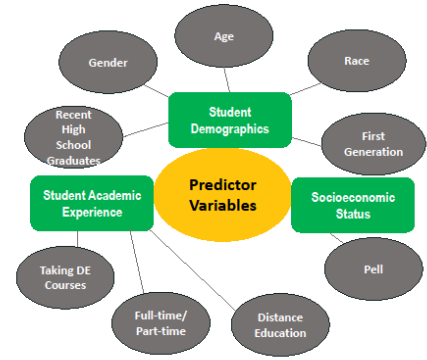 Age
Gender
Race
Recent
High
School
Graduates
Student
Demographics
First
Generation
Predictor
Variables
Student Academic
Experience
Socioeconomic
Status
Taking DE
Courses
Pell
Full-time/
Part-time
Distance
Education